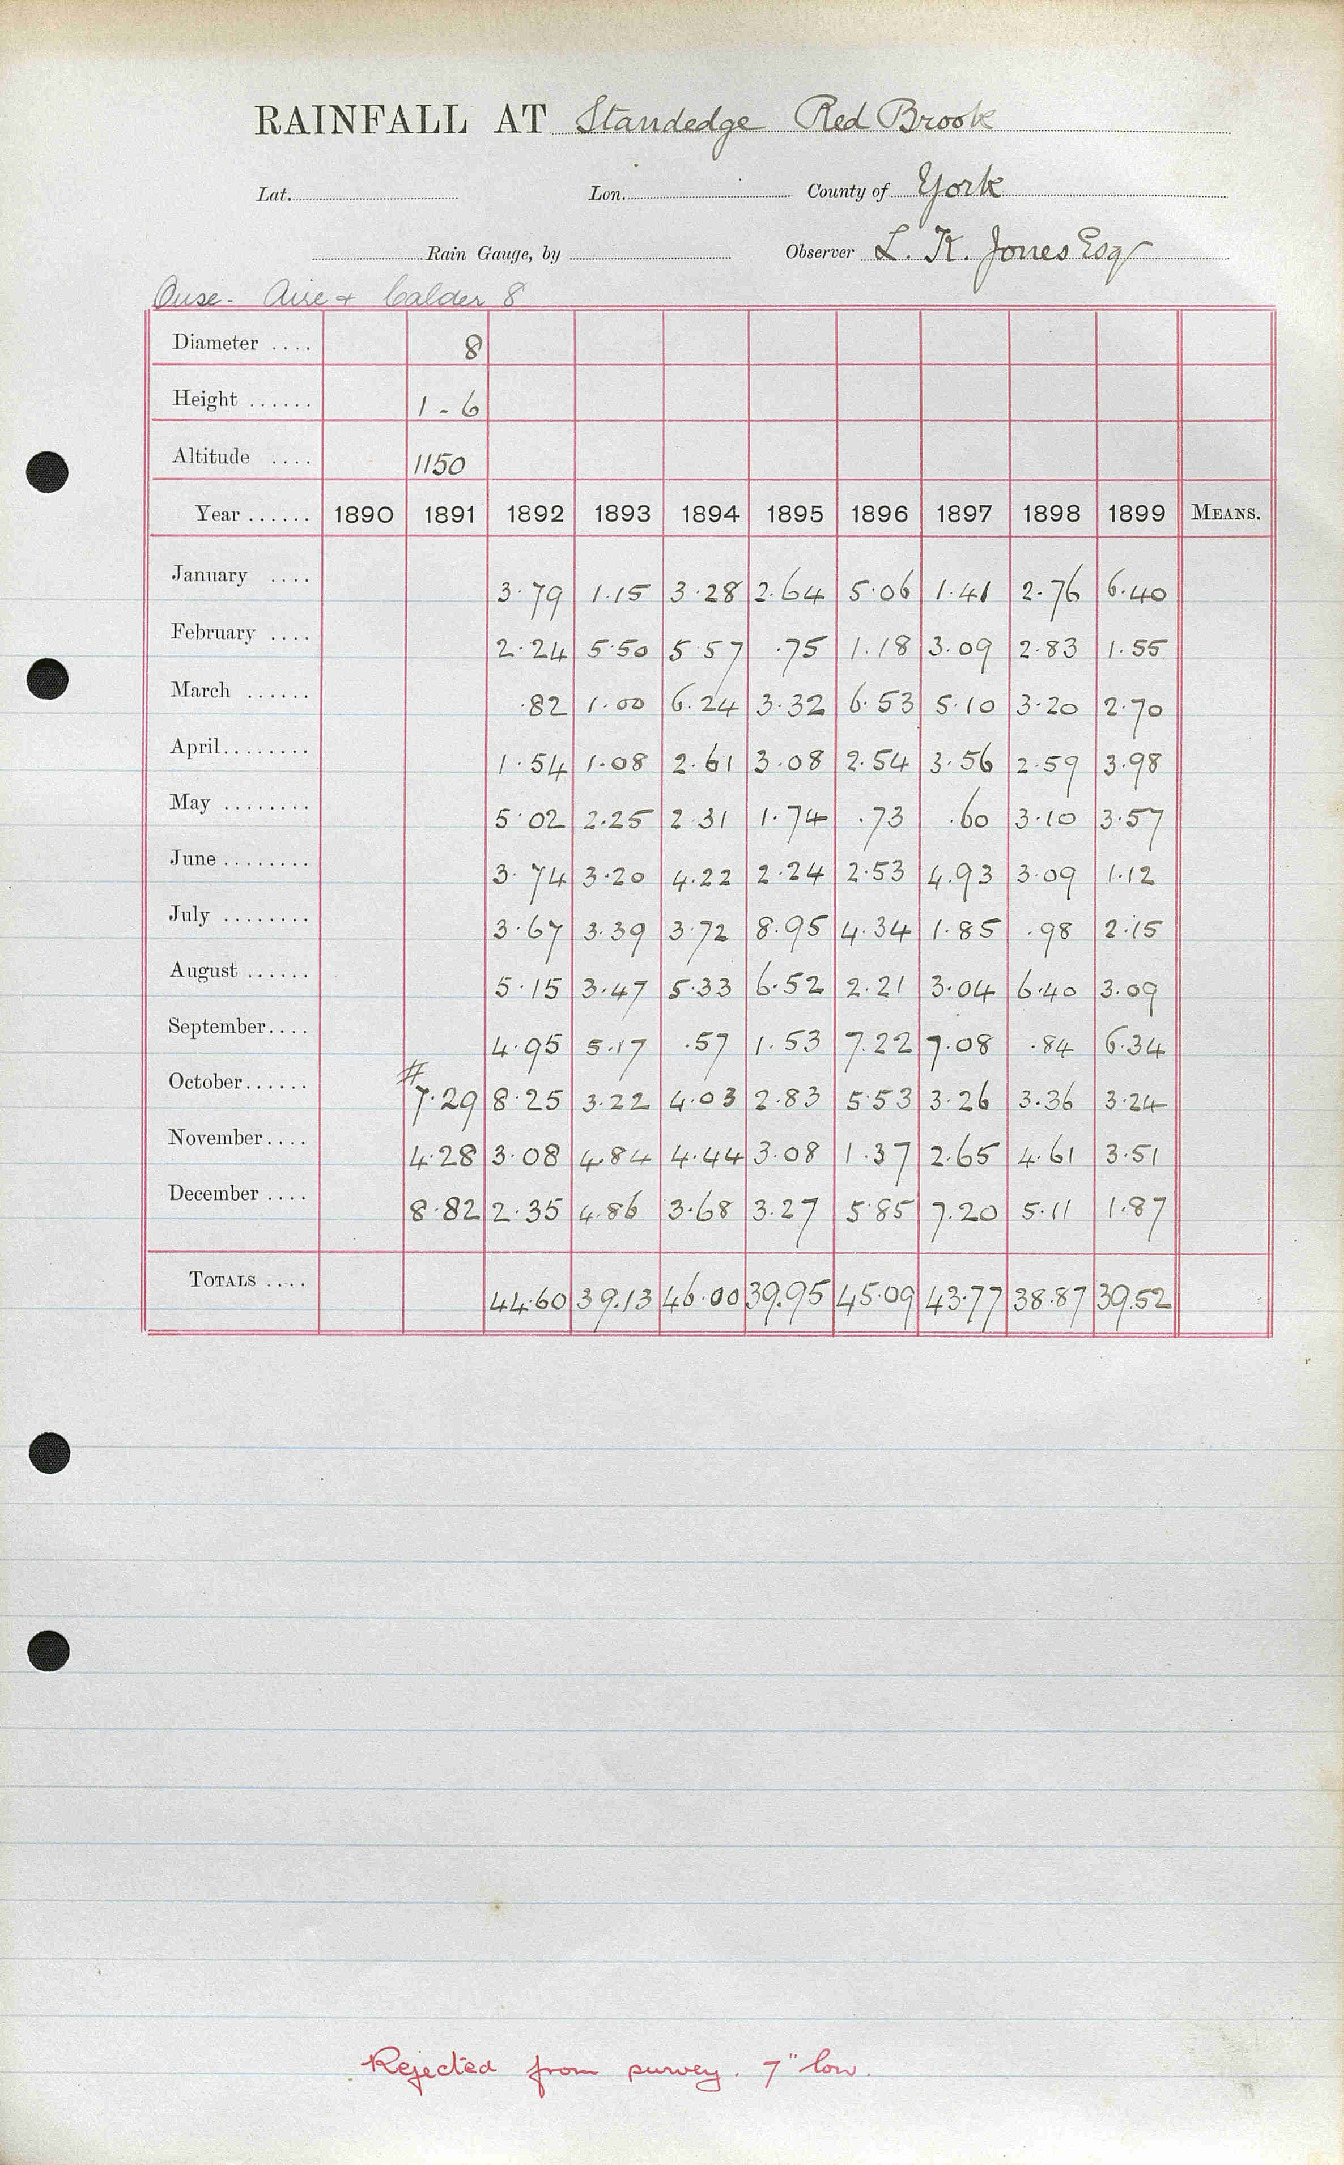 RAINFALL AT Standedge Red Brook
Lat. Lon. County of York
Rain Gauge, by Observer L. K. Jones Esq
Ouse - Aire + Calder 8
Diameter .... 8
Height ...... 1 - 6
Altitude .... 1150
Year ...... 1890 1891 1892 1893 1894 1895 1896 1897 1898 1899 MEANS.
January .... 3.79 1.15 3.28 2.64 5.06 1.41 2.76 6.40
February .... 2.24 5.50 5.57 .75 1.18 3.09 2.83 1.55
March ...... .82 1.00 6.24 3.32 6.53 5.10 3.20 2.70
April........ 1.54 1.08 2.61 3.08 2.54 3.56 2.59 3.98
May ........ 5.02 2.25 2.31 1.74 .73 .60 3.10 3.57
June ........ 3.74 3.20 4.22 2.24 2.53 4.93 3.09 1.12
July ........ 3.67 3.39 3.72 8.95 4.34 1.85 .98 2.15
August ...... 5.15 3.47 5.33 6.52 2.21 3.04 6.40 3.09
September.... 4.95 5.17 .57 1.53 7.22 7.08 .84 6.34
October...... #7.29 8.25 3.22 4.03 2.83 5.53 3.26 3.36 3.24
November.... 4.28 3.08 4.84 4.44 3.08 1.37 2.65 4.61 3.51
December .... 8.82 2.35 4.86 3.68 3.27 5.85 7.20 5.11 1.87
TOTALS .... 44.60 39.13 46.00 39.95 45.09 43.77 38.87 39.52
Rejected from survey. 7" low.